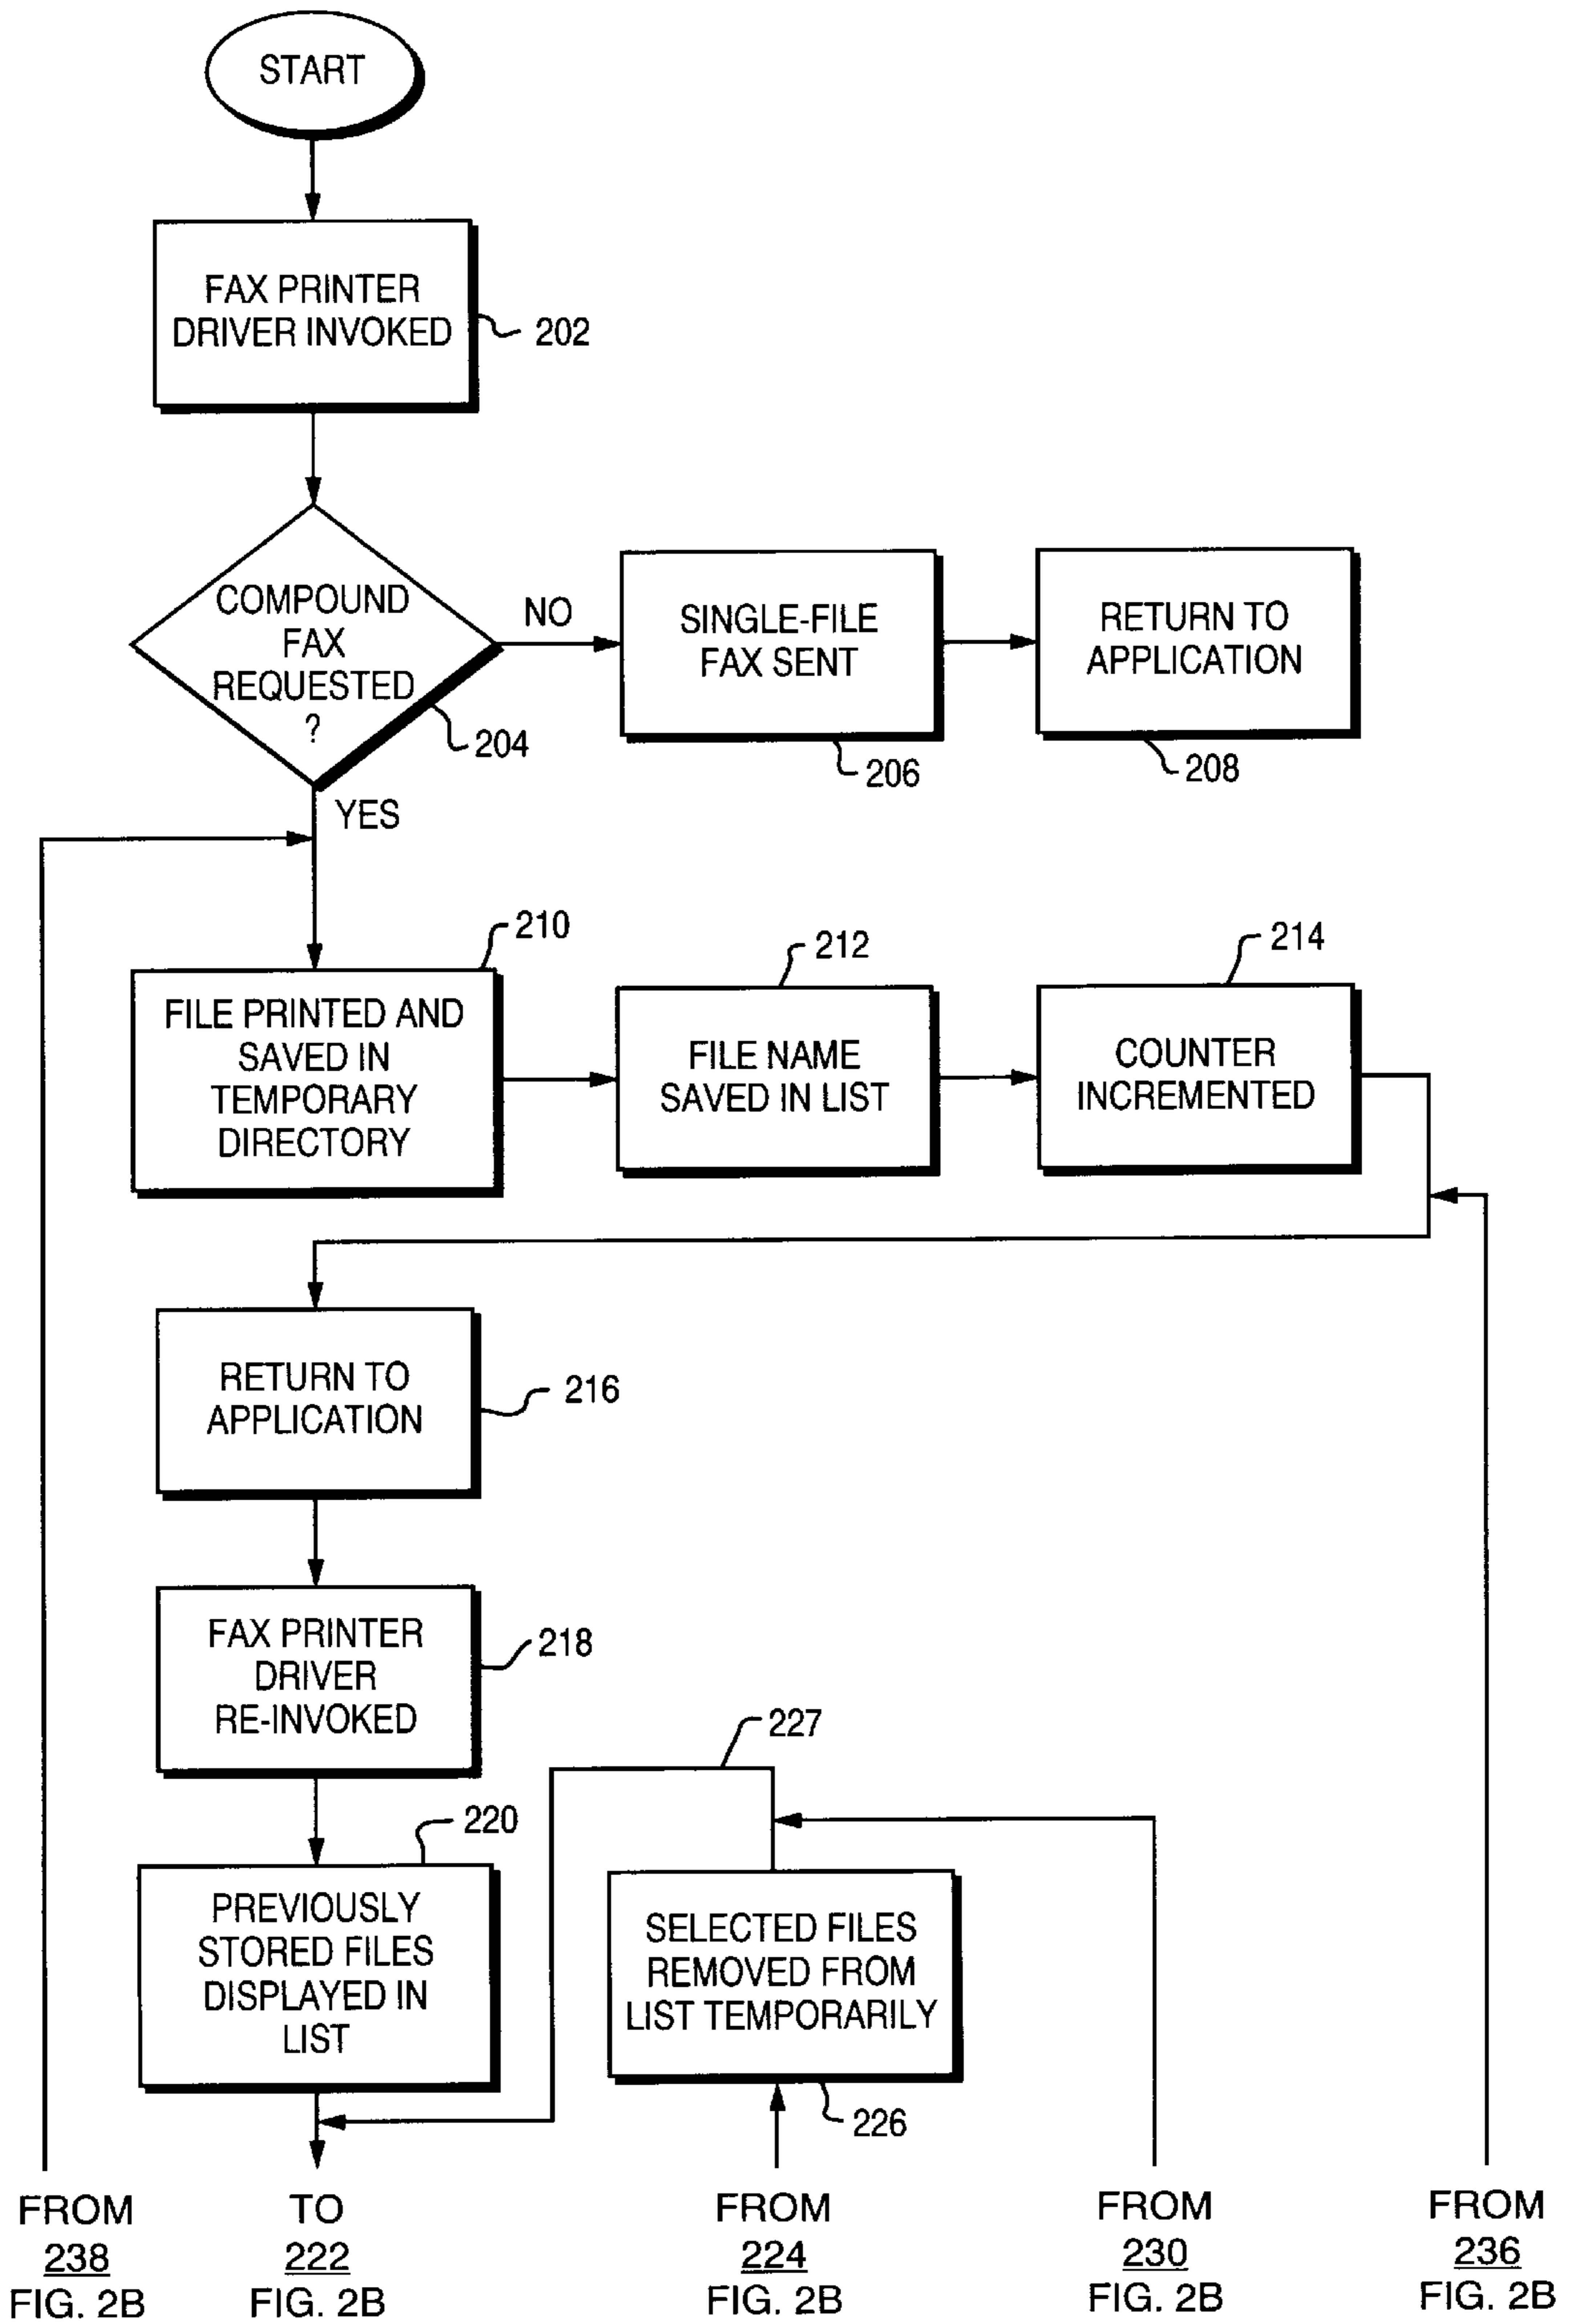 START
FAX PRINTER
DRIVER INVOKED
202
COMPOUND
FAX
REQUESTED
?
204
NO
SINGLE-FILE
FAX SENT
206
RETURN TO
APPLICATION
208
YES
210
FILE PRINTED AND
SAVED IN
TEMPORARY
DIRECTORY
212
FILE NAME
SAVED IN LIST
214
COUNTER
INCREMENTED
RETURN TO
APPLICATION
216
FAX PRINTER
DRIVER
RE-INVOKED
218
227
220
PREVIOUSLY
STORED FILES
DISPLAYED IN
LIST
SELECTED FILES
REMOVED FROM
LIST TEMPORARILY
226
FROM
238
FIG. 2B
TO
222
FIG. 2B
FROM
224
FIG. 2B
FROM
230
FIG. 2B
FROM
236
FIG. 2B